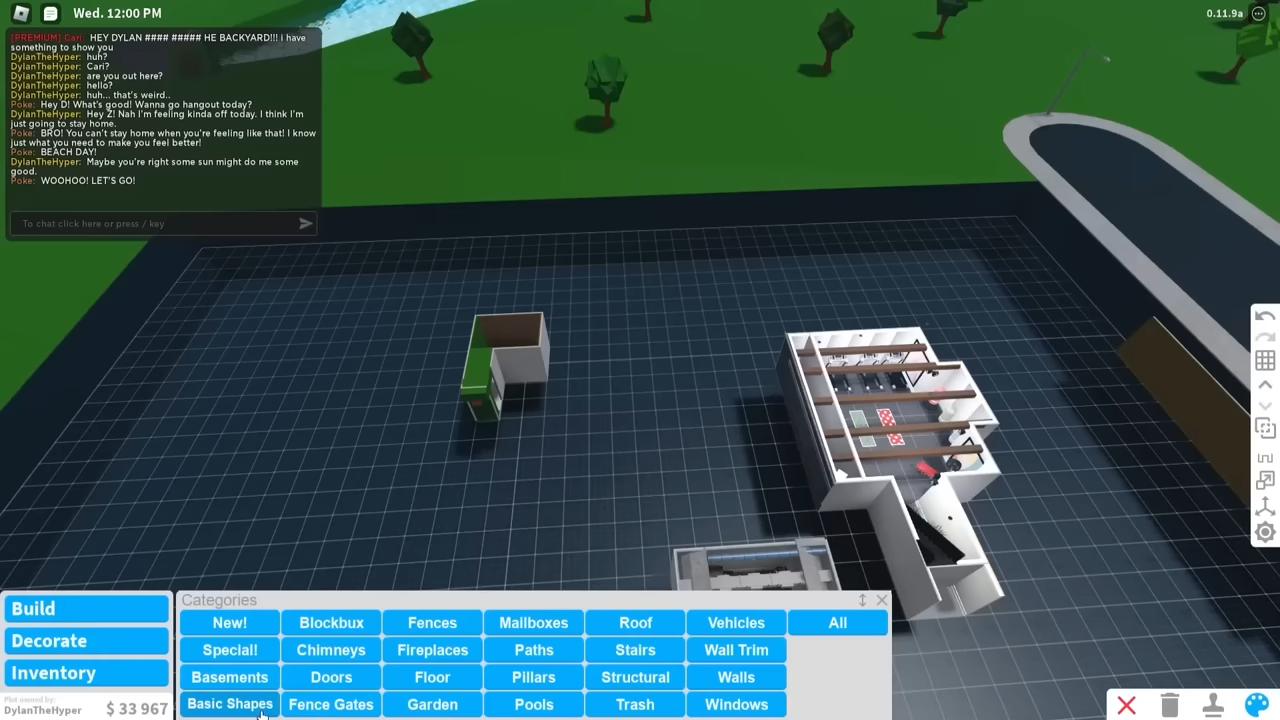 Wed. 12:00 PM
0.11.9a
[PREMIUM] Cari: HEY DYLAN #### ##### HE BACKYARD!!! i have
something to show you
DylanTheHyper: huh?
DylanTheHyper: Cari?
DylanTheHyper: are you out here?
DylanTheHyper: hello?
DylanTheHyper: huh... that's weird..
Poke: Hey D! What's good! Wanna go hangout today?
DylanTheHyper: Hey Z! Nah I'm feeling kinda off today. I think I'm
just going to stay home.
Poke: BRO! You can't stay home when you're feeling like that! I know
just what you need to make you feel better!
Poke: BEACH DAY!
DylanTheHyper: Maybe you're right some sun might do me some
good.
Poke: WOOHOO! LET'S GO!
To chat click here or press / key
Build
Decorate
Inventory
Plot owned by:
DylanTheHyper
$ 33 967
Categories
New! Blockbux Fences Mailboxes Roof Vehicles All
Special! Chimneys Fireplaces Paths Stairs Wall Trim
Basements Doors Floor Pillars Structural Walls
Basic Shapes Fence Gates Garden Pools Trash Windows